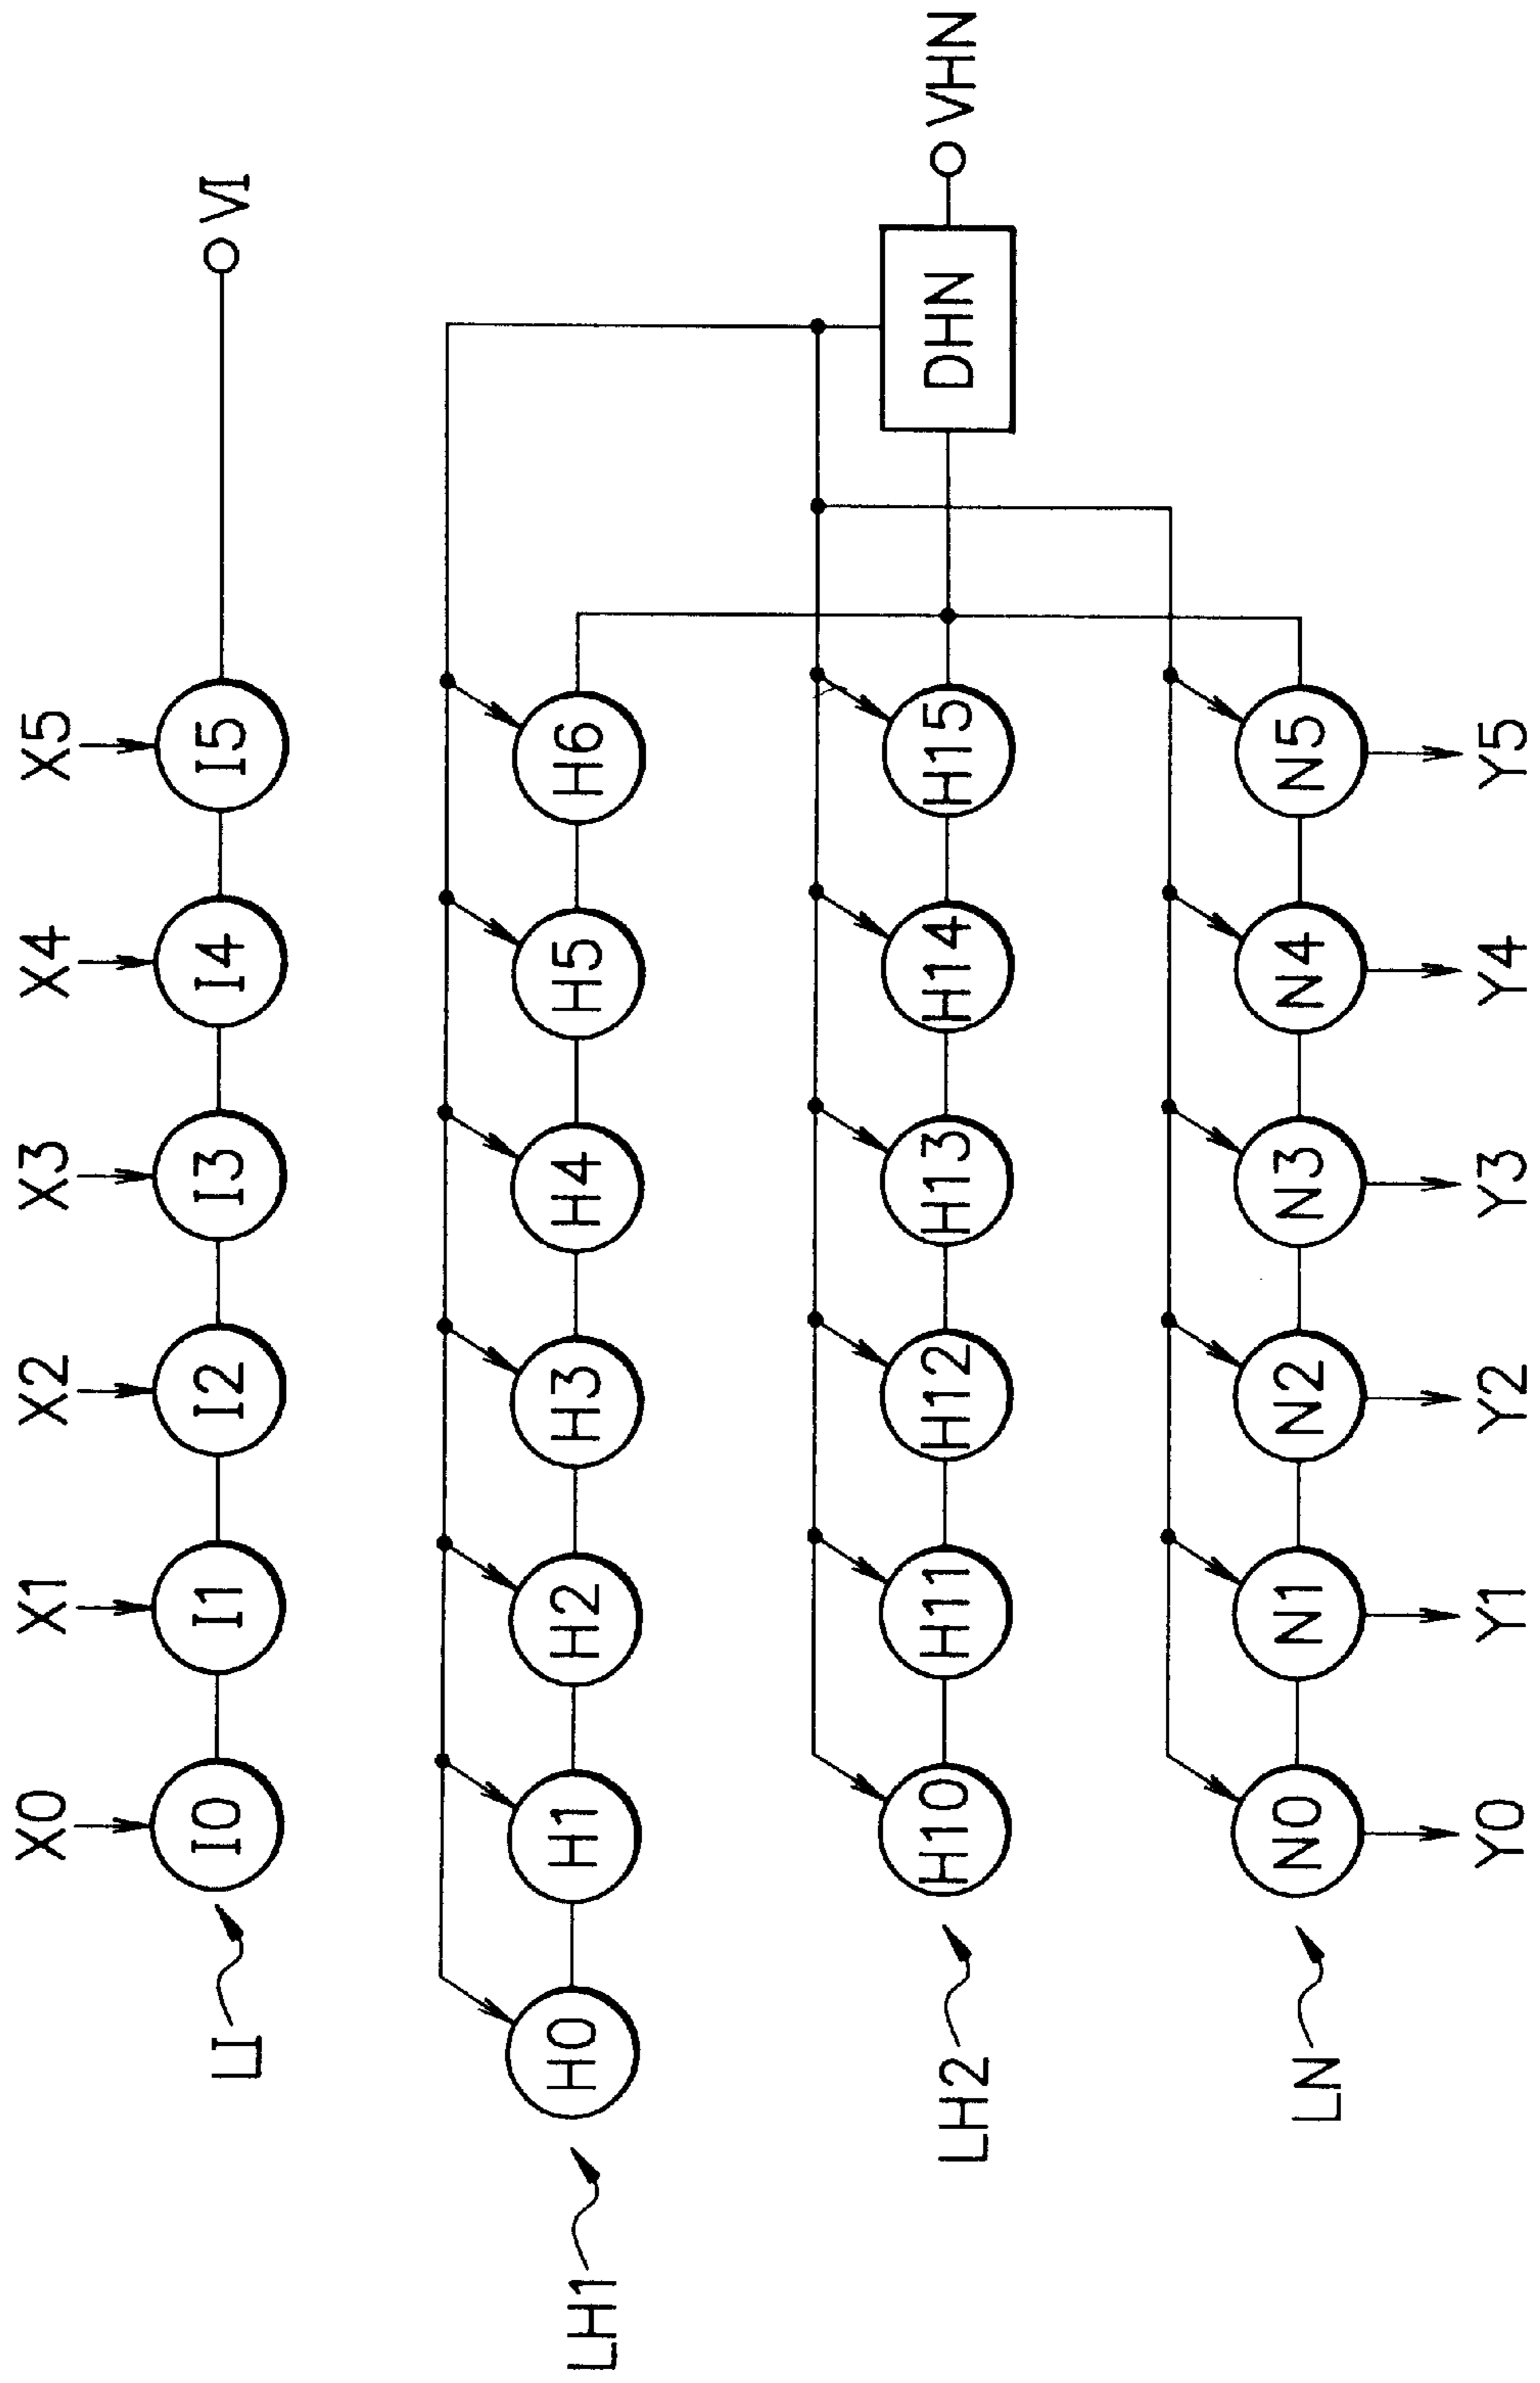 X0 X1 X2 X3 X4 X5
LI I0 I1 I2 I3 I4 I5 VI
LH1 H0 H1 H2 H3 H4 H5 H6
LH2 H10 H11 H12 H13 H14 H15 DHN VHN
LN N0 N1 N2 N3 N4 N5
Y0 Y1 Y2 Y3 Y4 Y5